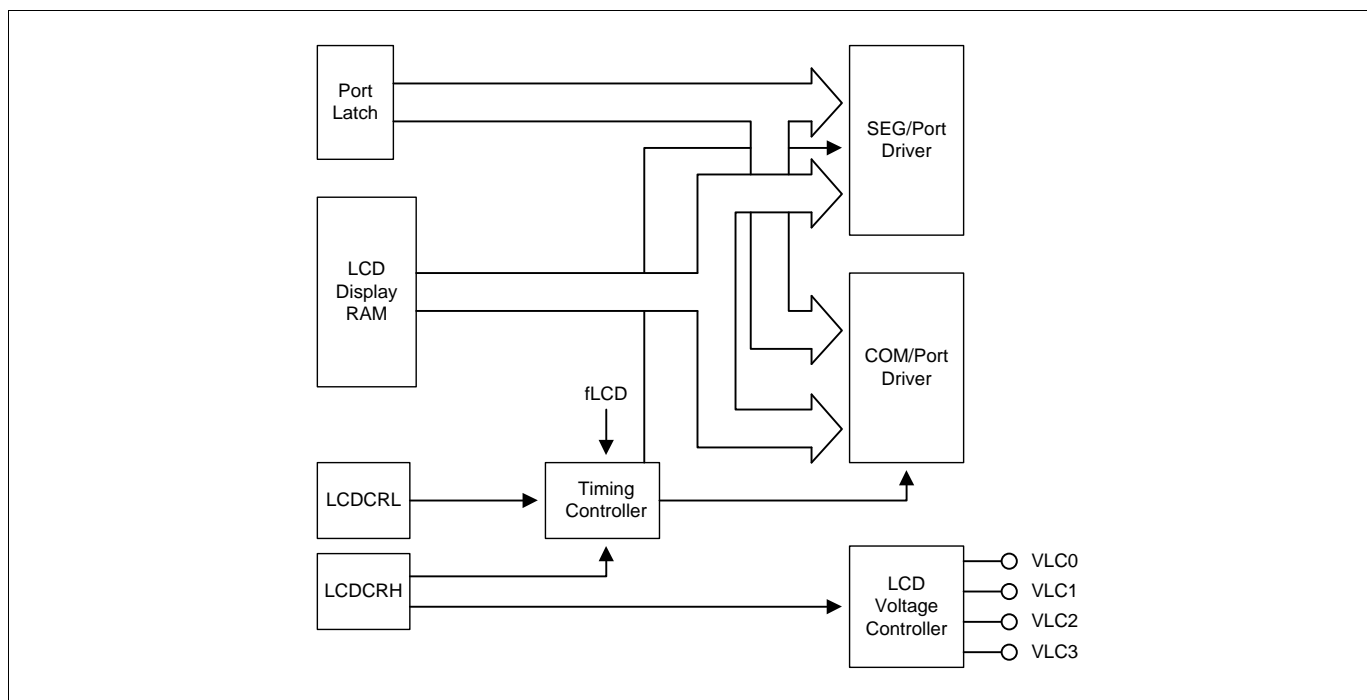 Port
Latch
SEG/Port
Driver
LCD
Display
RAM
COM/Port
Driver
fLCD
LCDCRL
Timing
Controller
LCDCRH
LCD
Voltage
Controller
VLC0
VLC1
VLC2
VLC3